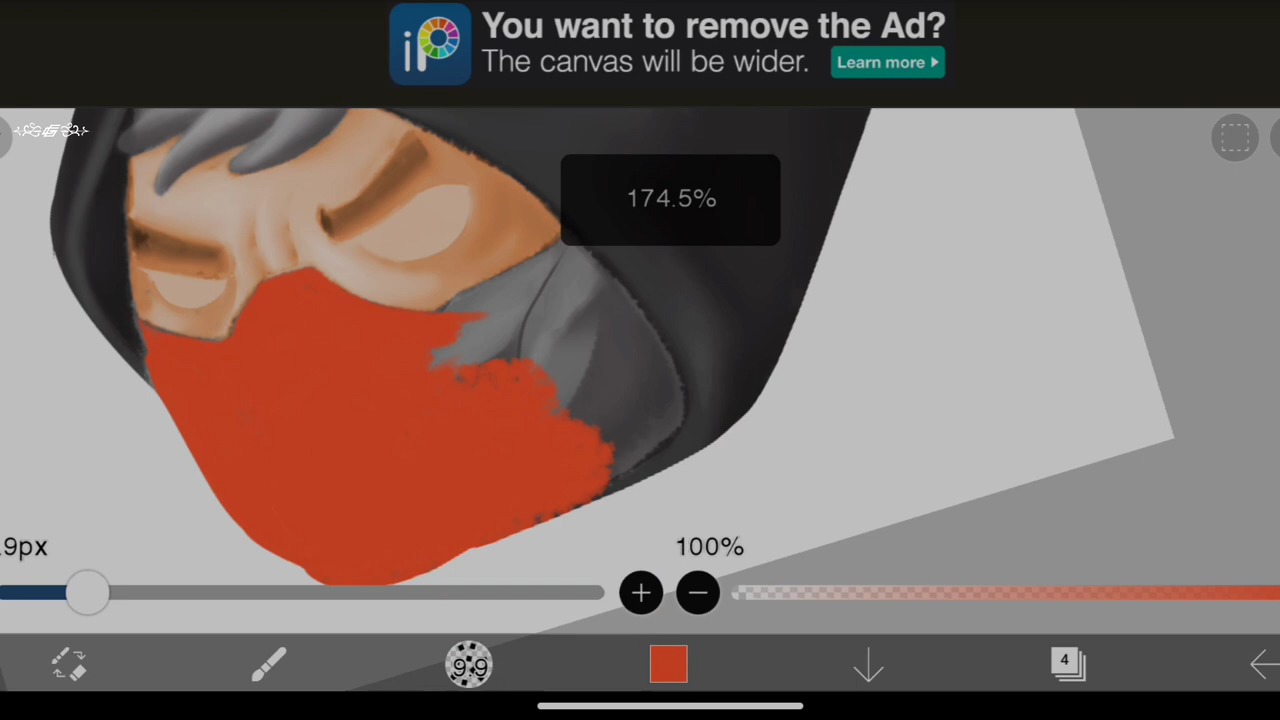 iP
You want to remove the Ad?
The canvas will be wider.
Learn more
174.5%
.9px
100%
9.9
4